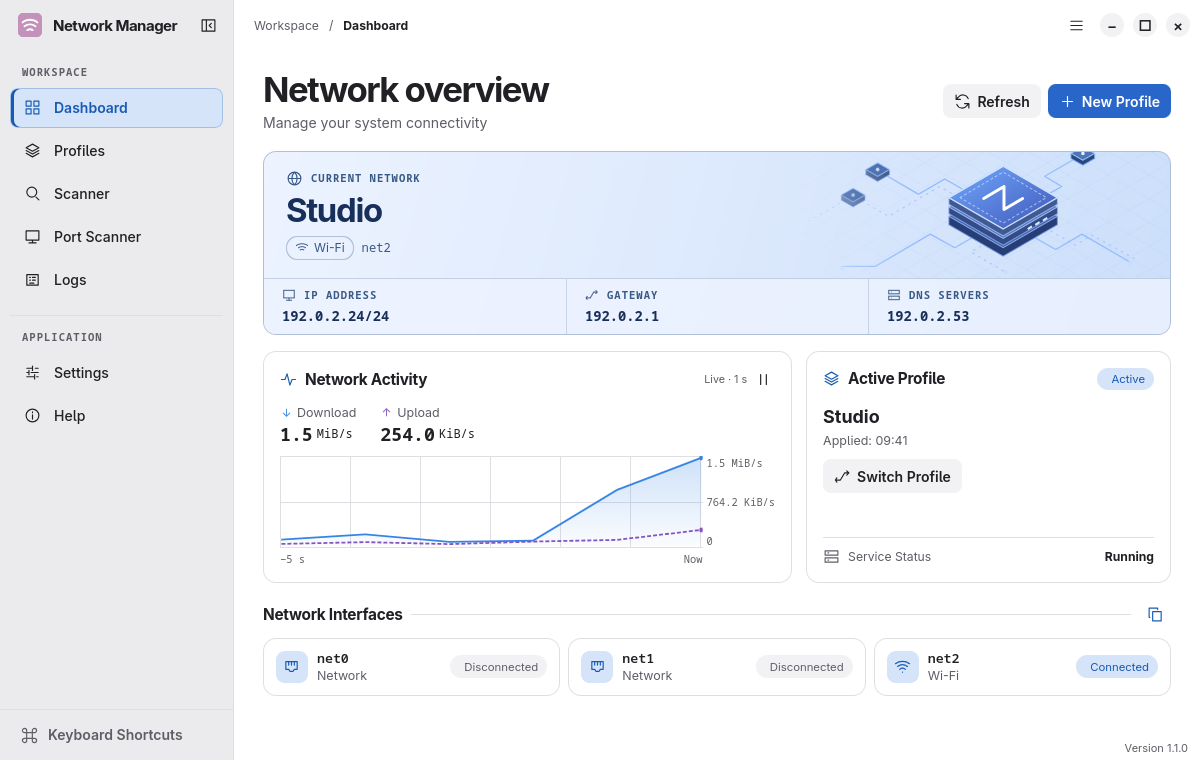 Network Manager
Workspace / Dashboard
WORKSPACE
Dashboard
Profiles
Scanner
Port Scanner
Logs
APPLICATION
Settings
Help
Keyboard Shortcuts
Network overview
Manage your system connectivity
Refresh
New Profile
CURRENT NETWORK
Studio
Wi-Fi net2
IP ADDRESS
192.0.2.24/24
GATEWAY
192.0.2.1
DNS SERVERS
192.0.2.53
Network Activity
Live · 1 s
Download
1.5 MiB/s
Upload
254.0 KiB/s
1.5 MiB/s
764.2 KiB/s
0
−5 s
Now
Active Profile
Active
Studio
Applied: 09:41
Switch Profile
Service Status
Running
Network Interfaces
net0
Network
Disconnected
net1
Network
Disconnected
net2
Wi-Fi
Connected
Version 1.1.0